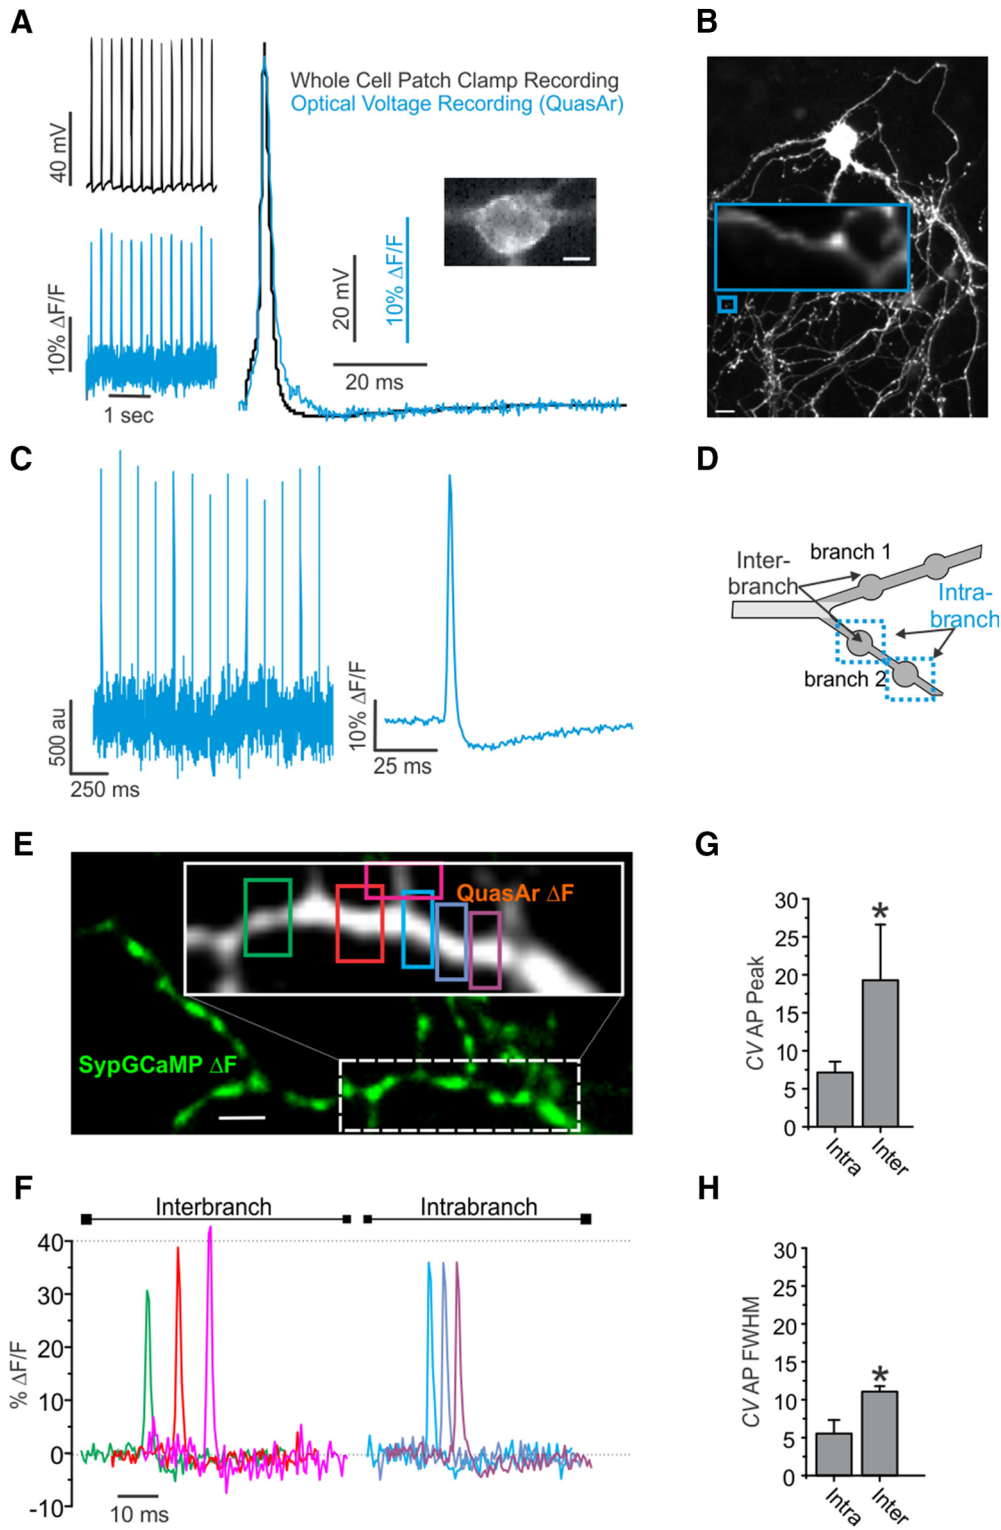 A
Whole Cell Patch Clamp Recording
Optical Voltage Recording (QuasAr)
40 mV
10% ΔF/F
1 sec
20 mV
10% ΔF/F
20 ms
B
C
500 au
250 ms
10% ΔF/F
25 ms
D
Inter-
branch
branch 1
Intra-
branch
branch 2
E
QuasAr ΔF
SypGCaMP ΔF
F
Interbranch
Intrabranch
% ΔF/F
40
30
20
10
0
-10
10 ms
G
CV AP Peak
30
25
20
15
10
5
0
*
Intra
Inter
H
CV AP FWHM
30
25
20
15
10
5
0
*
Intra
Inter